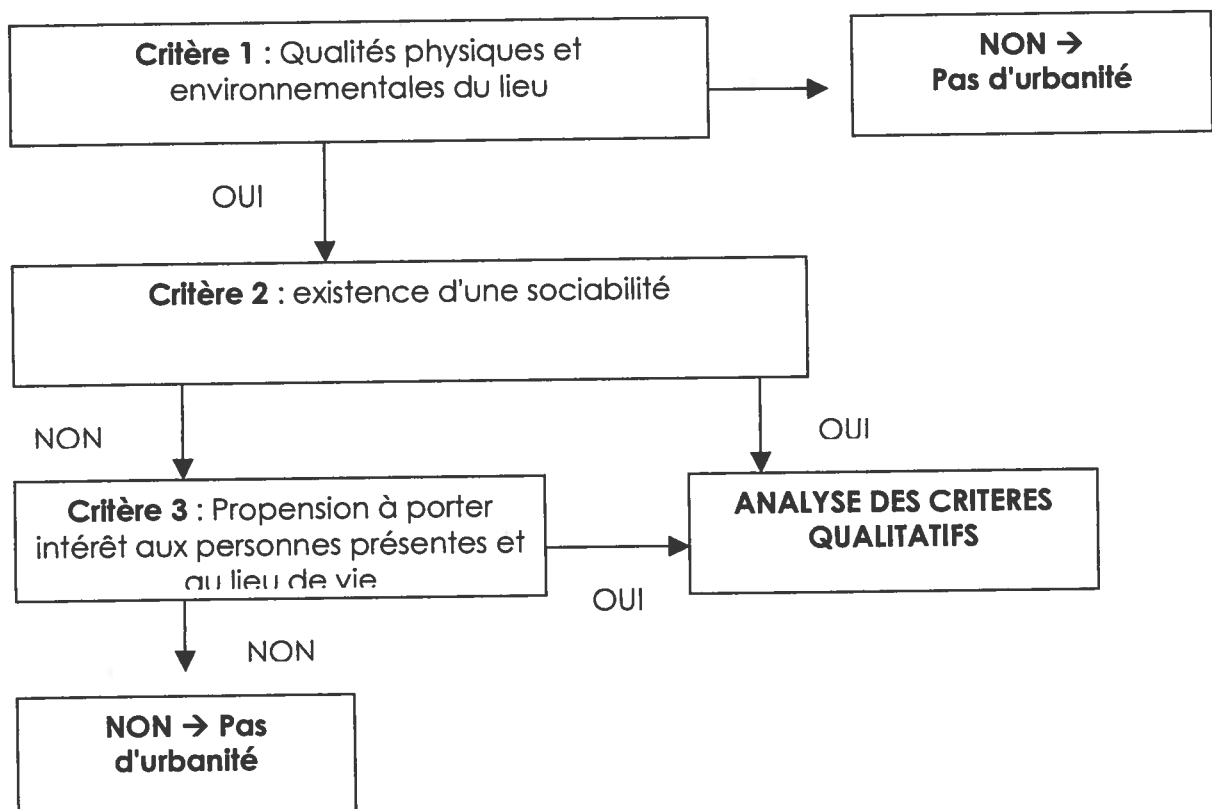 Critère 1 : Qualités physiques et
environnementales du lieu
NON →
Pas d'urbanité
OUI
Critère 2 : existence d'une sociabilité
NON
OUI
Critère 3 : Propension à porter
intérêt aux personnes présentes et
au lieu de vie
OUI
ANALYSE DES CRITERES
QUALITATIFS
NON
NON → Pas
d'urbanité